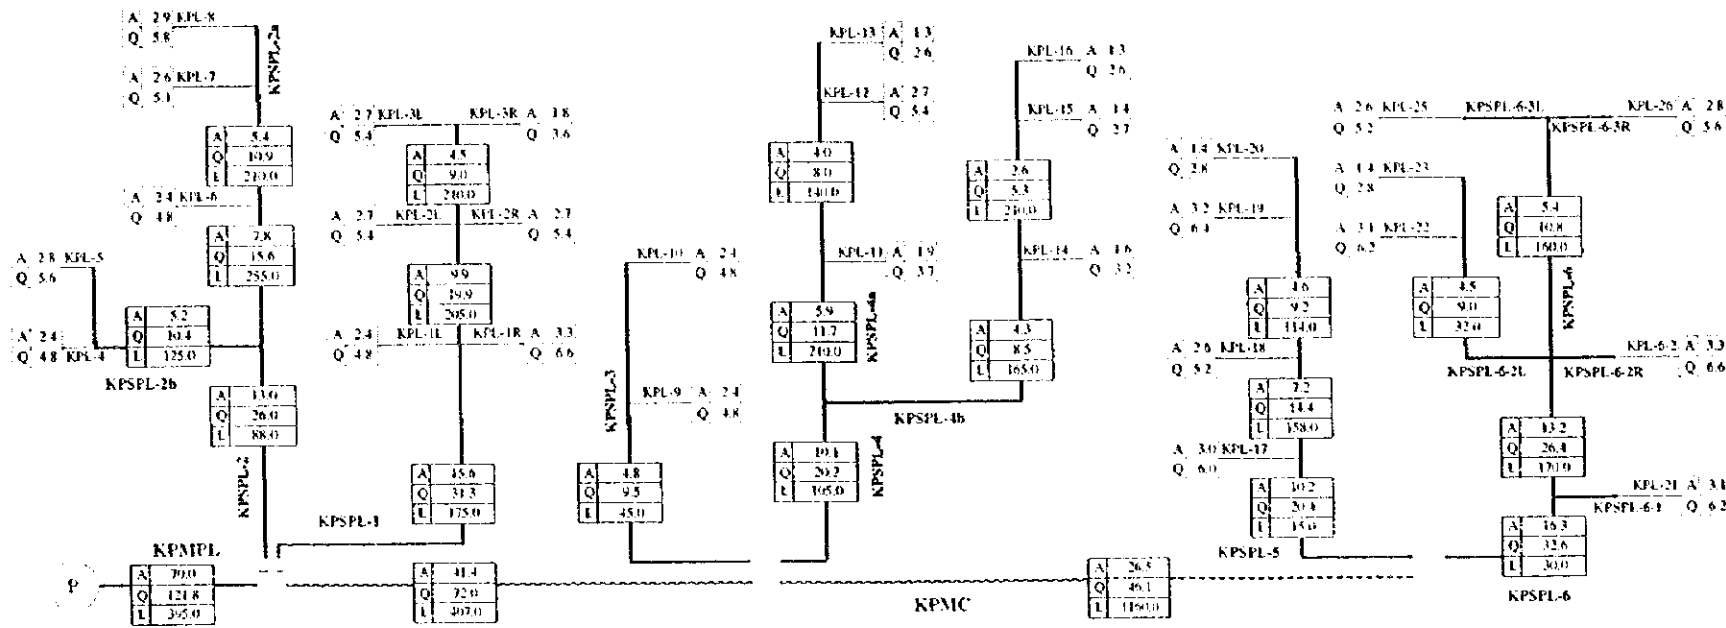 A 2.9 KPL-8
Q 5.8
KPSPL-2a
A 2.6 KPL-7
Q 5.1
A 5.4
Q 10.9
L 210.0
A 2.4 KPL-6
Q 4.8
A 7.8
Q 15.6
L 255.0
A 2.8 KPL-5
Q 5.6
A 5.2
Q 10.4
L 125.0
A 2.4
Q 4.8 KPL-4
KPSPL-2b
A 13.0
Q 26.0
L 88.0
KPSPL-2
A 2.7 KPL-3L
Q 5.4
KPL-3R A 1.8
Q 3.6
A 4.5
Q 9.0
L 210.0
A 2.7 KPL-2L
Q 5.4
KPL-2R A 2.7
Q 5.4
A 9.9
Q 19.9
L 205.0
A 2.4 KPL-1L
Q 4.8
KPL-1R A 3.3
Q 6.6
A 15.6
Q 31.3
L 175.0
KPSPL-1
KPMPL
P
A 70.0
Q 121.8
L 395.0
A 41.4
Q 72.0
L 407.0
KPL-10 A 2.4
Q 4.8
KPSPL-3
KPL-9 A 2.4
Q 4.8
A 4.8
Q 9.5
L 45.0
KPL-13 A 1.3
Q 2.6
KPL-12 A 2.7
Q 5.4
A 4.0
Q 8.0
L 140.0
KPL-11 A 1.9
Q 3.7
A 5.9
Q 11.7
L 210.0
KPSPL-4a
KPL-16 A 1.3
Q 2.6
KPL-15 A 1.4
Q 2.7
A 2.6
Q 5.3
L 210.0
KPL-14 A 1.6
Q 3.2
A 4.3
Q 8.5
L 165.0
KPSPL-4b
A 10.1
Q 20.2
L 105.0
KPSPL-4
KPMC
A 26.5
Q 46.1
L 1160.0
A 1.4 KPL-20
Q 2.8
A 3.2 KPL-19
Q 6.4
A 4.6
Q 9.2
L 114.0
A 2.6 KPL-18
Q 5.2
A 7.2
Q 14.4
L 158.0
A 3.0 KPL-17
Q 6.0
A 10.2
Q 20.4
L 15.0
KPSPL-5
A 2.6 KPL-25
Q 5.2
KPSPL-6-3L
KPL-26 A 2.8
Q 5.6
KPSPL-6-3R
A 1.4 KPL-23
Q 2.8
A 3.1 KPL-22
Q 6.2
A 5.4
Q 10.8
L 160.0
KPSPL-6
A 4.5
Q 9.0
L 32.0
KPL-6-2 A 3.3
Q 6.6
KPSPL-6-2L
KPSPL-6-2R
A 13.2
Q 26.4
L 170.0
KPL-21 A 3.1
Q 6.2
KPSPL-6-1
A 16.3
Q 32.6
L 30.0
KPSPL-6